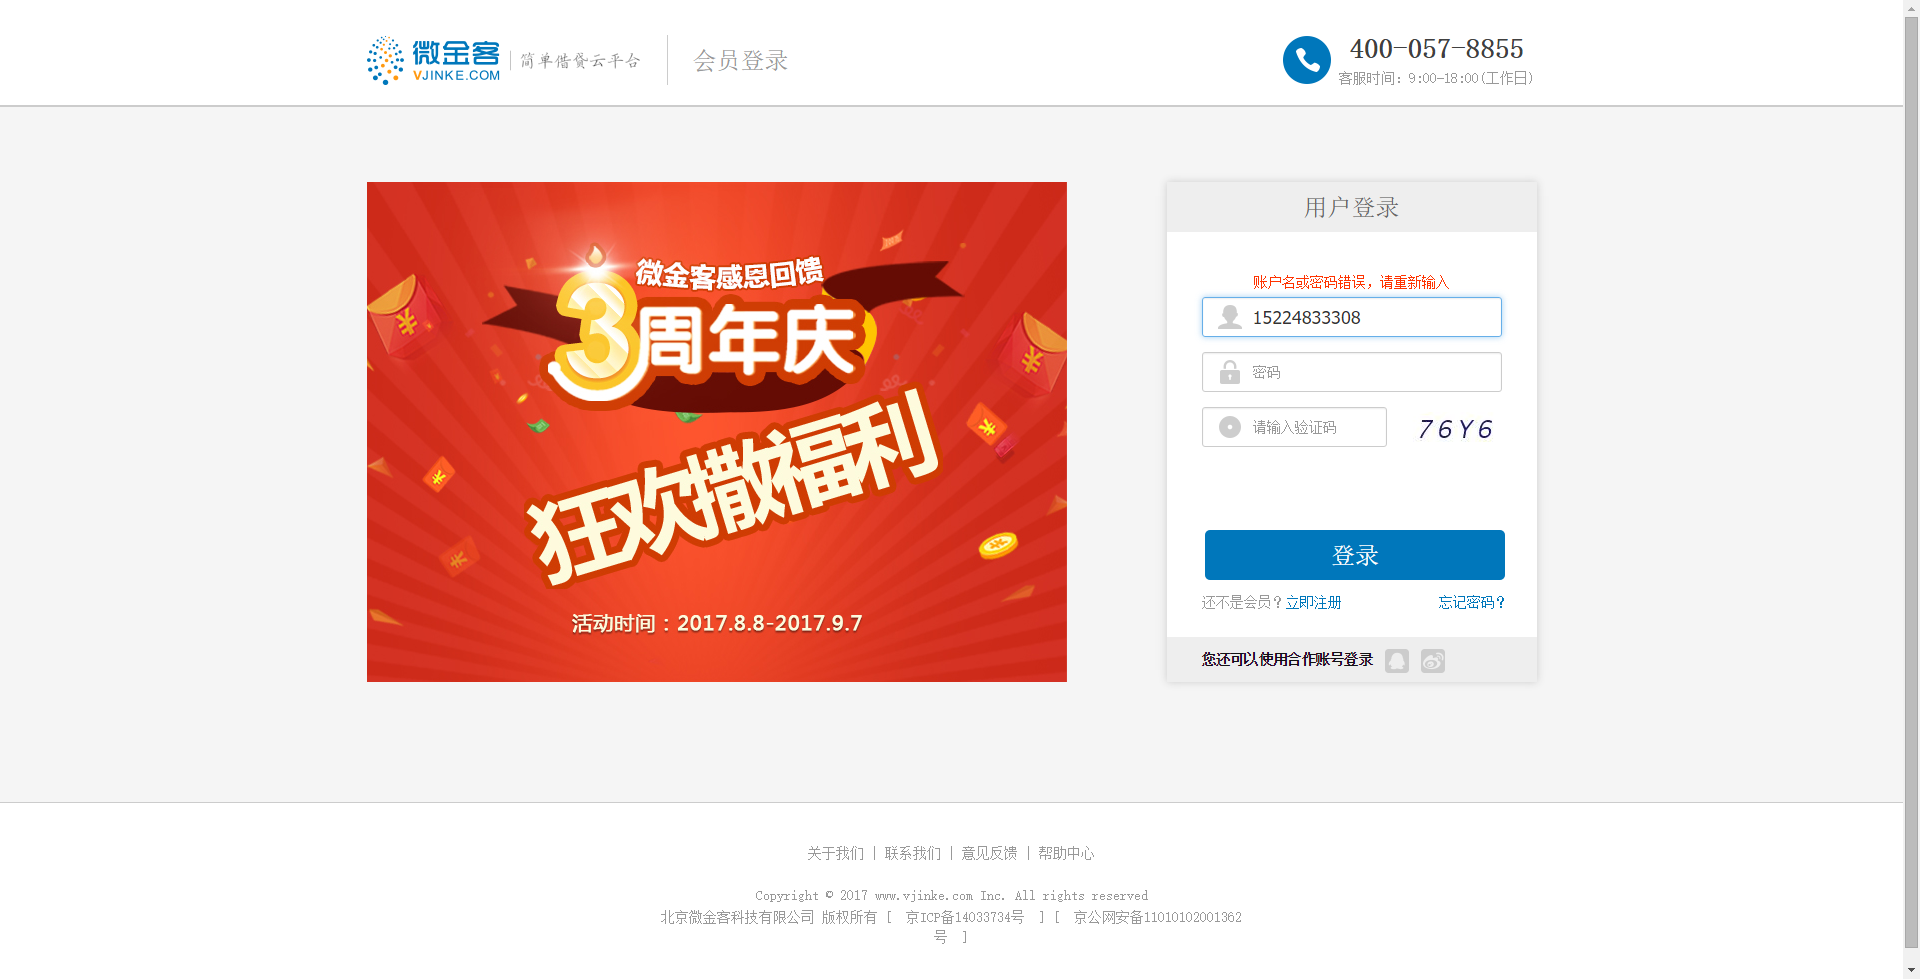 微金客
VJINKE.COM
简单借贷云平台
会员登录
400-057-8855
客服时间：9:00-18:00(工作日)
微金客感恩回馈
3周年庆
狂欢撒福利
活动时间：2017.8.8-2017.9.7
用户登录
账户名或密码错误，请重新输入
15224833308
密码
请输入验证码
76Y6
登录
还不是会员？立即注册
忘记密码？
您还可以使用合作账号登录
关于我们 | 联系我们 | 意见反馈 | 帮助中心
Copyright © 2017 www.vjinke.com Inc. All rights reserved
北京微金客科技有限公司 版权所有 [ 京ICP备14033734号 ] [ 京公网安备11010102001362
号 ]